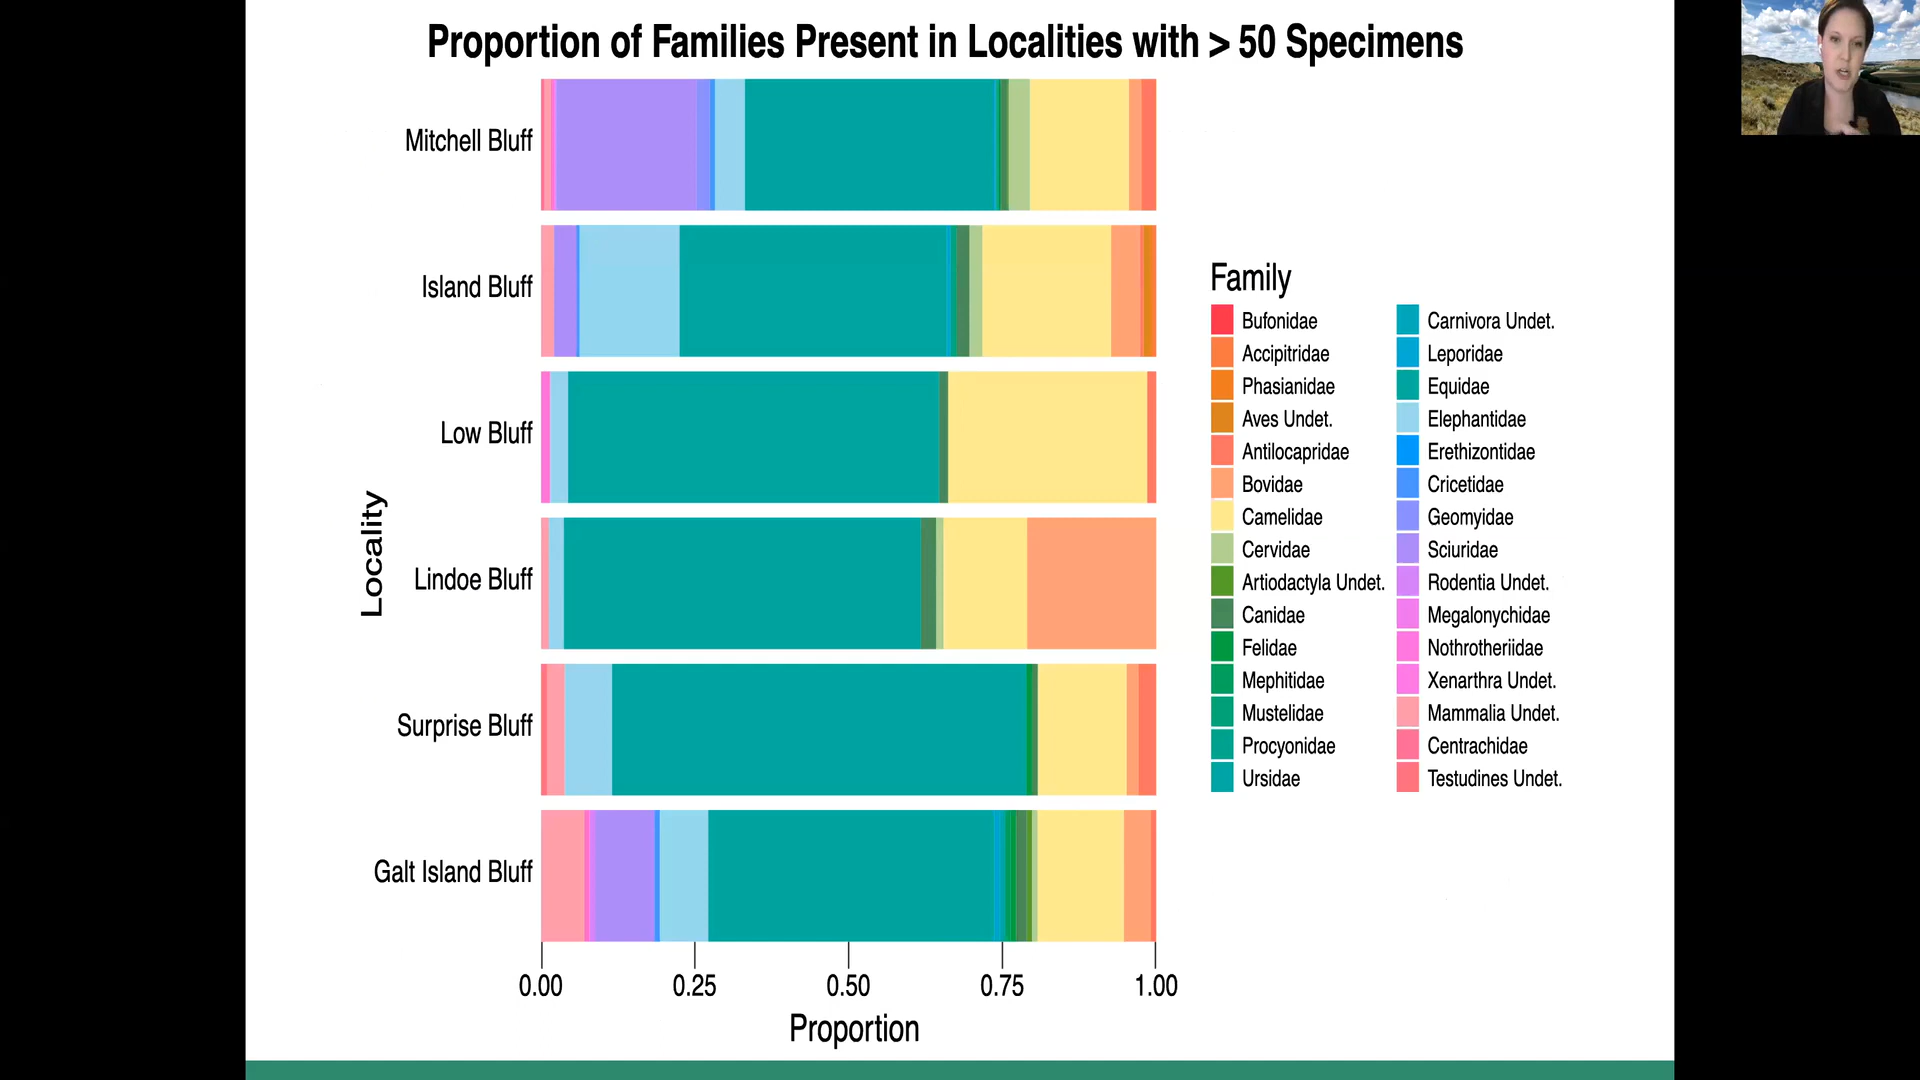 Proportion of Families Present in Localities with > 50 Specimens
Mitchell Bluff
Island Bluff
Low Bluff
Lindoe Bluff
Surprise Bluff
Galt Island Bluff
Locality
0.00 0.25 0.50 0.75 1.00
Proportion
Family
Bufonidae
Accipitridae
Phasianidae
Aves Undet.
Antilocapridae
Bovidae
Camelidae
Cervidae
Artiodactyla Undet.
Canidae
Felidae
Mephitidae
Mustelidae
Procyonidae
Ursidae
Carnivora Undet.
Leporidae
Equidae
Elephantidae
Erethizontidae
Cricetidae
Geomyidae
Sciuridae
Rodentia Undet.
Megalonychidae
Nothrotheriidae
Xenarthra Undet.
Mammalia Undet.
Centrachidae
Testudines Undet.